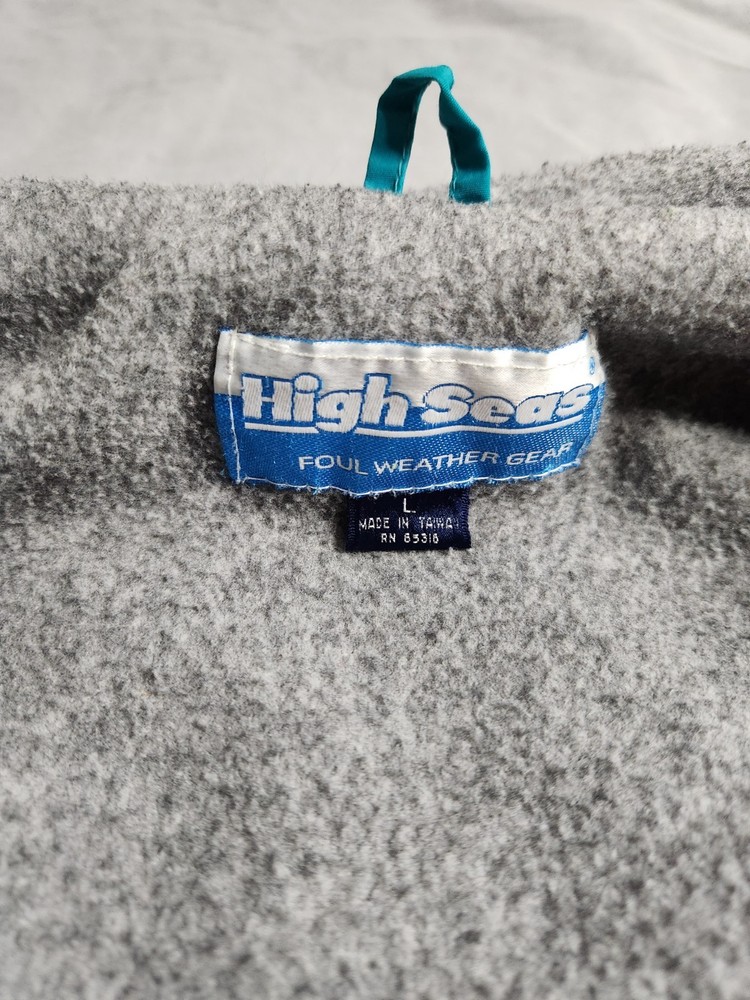 High Seas®
FOUL WEATHER GEAR
L
MADE IN TAIWAN
RN 65316